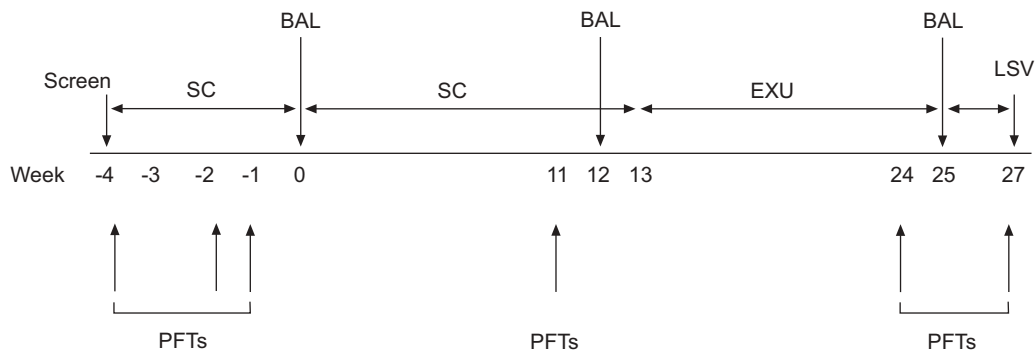 BAL BAL BAL
Screen LSV
SC SC EXU
Week -4 -3 -2 -1 0 11 12 13 24 25 27
PFTs PFTs PFTs